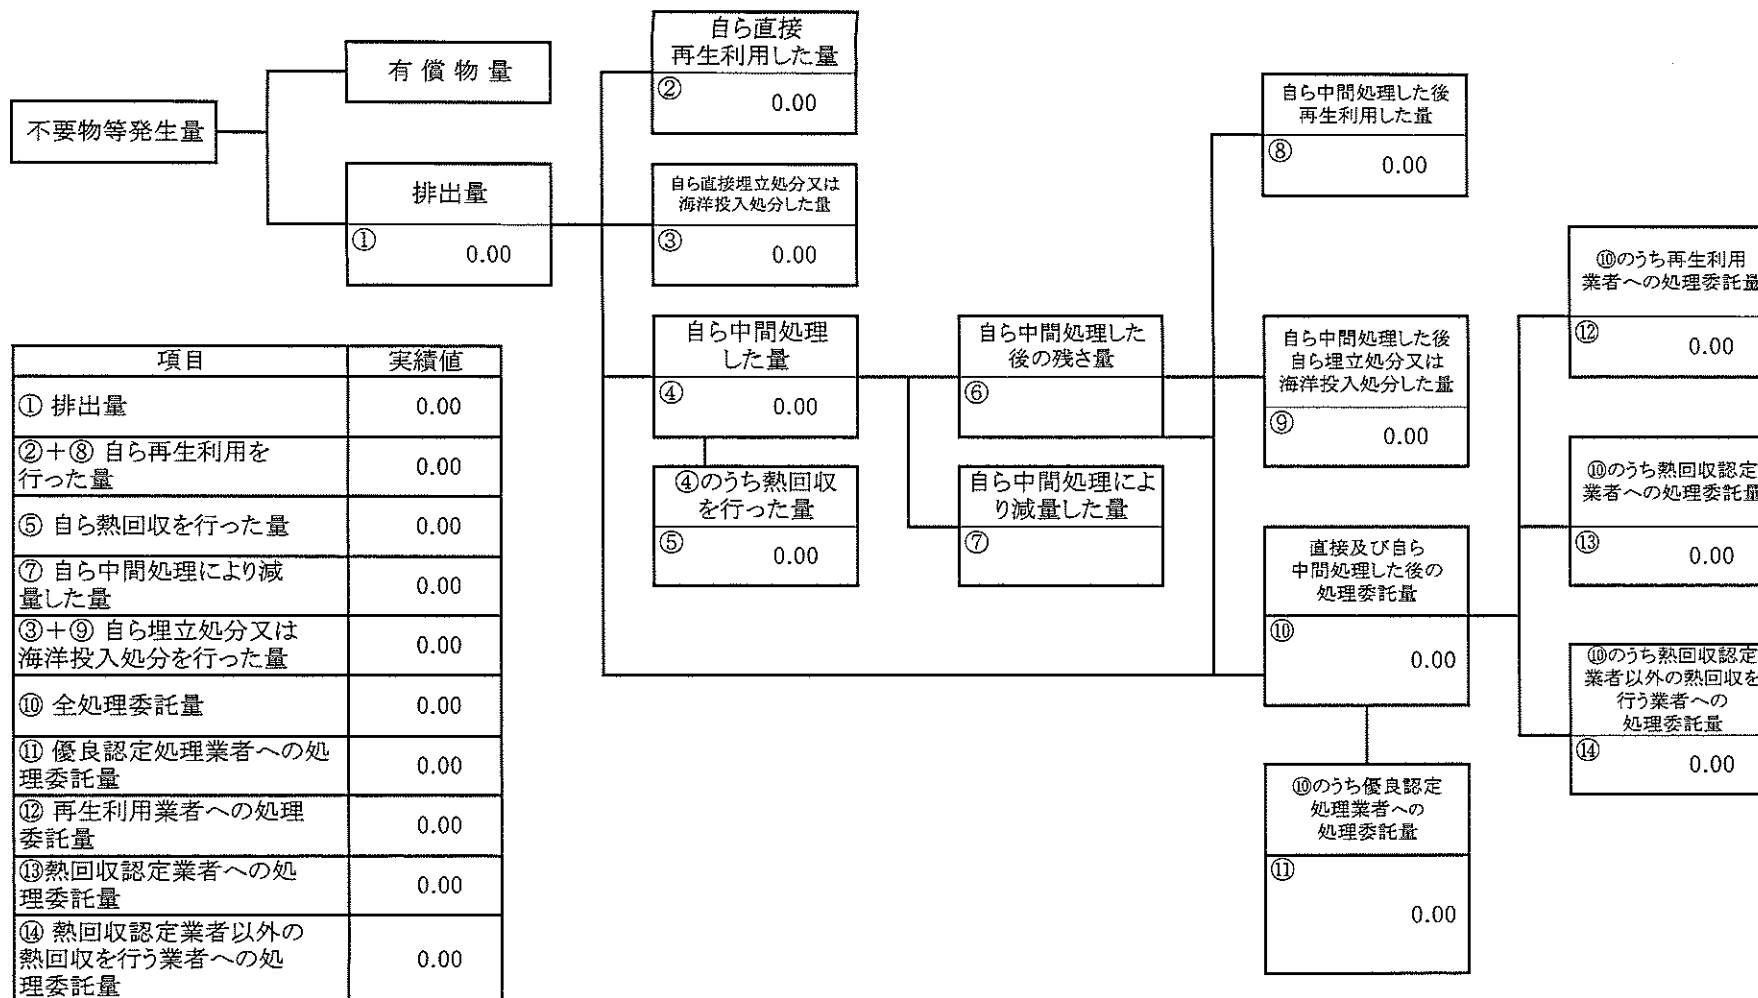 不要物等発生量
有償物量
排出量
①
0.00
自ら直接
再生利用した量
②
0.00
自ら直接埋立処分又は
海洋投入処分した量
③
0.00
自ら中間処理
した量
④
0.00
④のうち熱回収
を行った量
⑤
0.00
自ら中間処理した
後の残さ量
⑥
自ら中間処理によ
り減量した量
⑦
自ら中間処理した後
再生利用した量
⑧
0.00
自ら中間処理した後
自ら埋立処分又は
海洋投入処分した量
⑨
0.00
直接及び自ら
中間処理した後の
処理委託量
⑩
0.00
⑩のうち優良認定
処理業者への
処理委託量
⑪
0.00
⑩のうち再生利用
業者への処理委託量
⑫
0.00
⑩のうち熱回収認定
業者への処理委託量
⑬
0.00
⑩のうち熱回収認定
業者以外の熱回収を
行う業者への
処理委託量
⑭
0.00
項目 実績値
① 排出量 0.00
②+⑧ 自ら再生利用を
行った量 0.00
⑤ 自ら熱回収を行った量 0.00
⑦ 自ら中間処理により減
量した量 0.00
③+⑨ 自ら埋立処分又は
海洋投入処分を行った量 0.00
⑩ 全処理委託量 0.00
⑪ 優良認定処理業者への処
理委託量 0.00
⑫ 再生利用業者への処理
委託量 0.00
⑬熱回収認定業者への処
理委託量 0.00
⑭ 熱回収認定業者以外の
熱回収を行う業者への処
理委託量 0.00